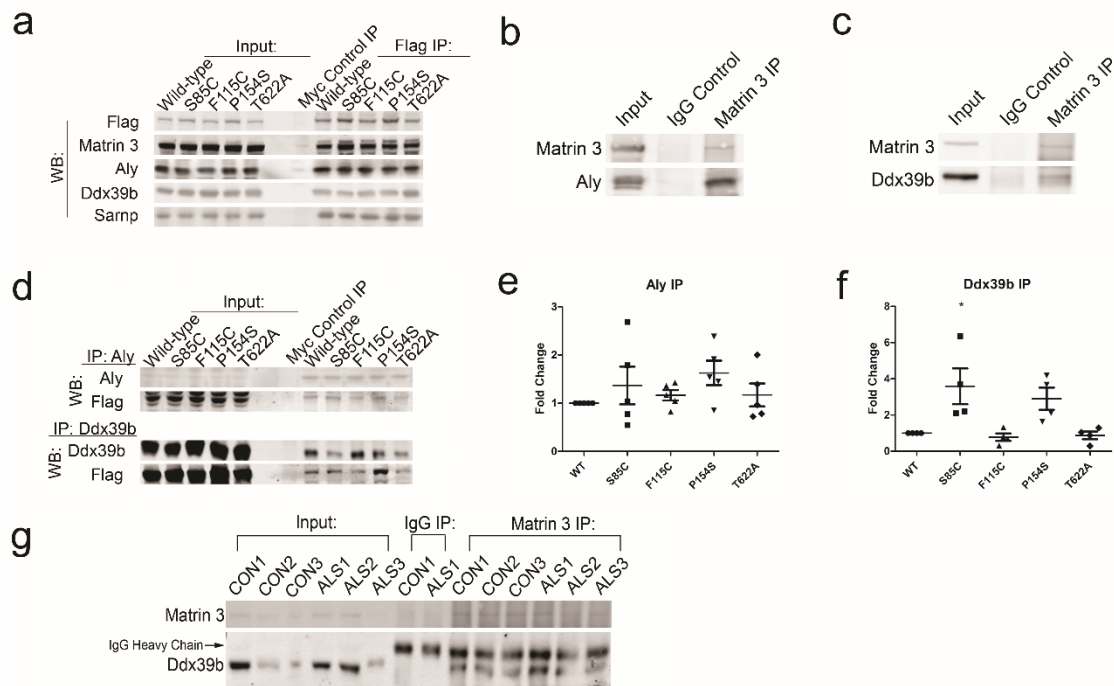 a
Input:
Flag IP:
Wild-type S85C F115C P154S T622A Myc Control IP Wild-type S85C F115C P154S T622A
WB:
Flag
Matrin 3
Aly
Ddx39b
Sarnp
b
Input IgG Control Matrin 3 IP
Matrin 3
Aly
c
Input IgG Control Matrin 3 IP
Matrin 3
Ddx39b
d
Input:
Wild-type S85C F115C P154S T622A Myc Control IP Wild-type S85C F115C P154S T622A
IP: Aly
WB:
Aly
Flag
IP: Ddx39b
WB:
Ddx39b
Flag
e
Aly IP
Fold Change
3
2
1
0
WT S85C F115C P154S T622A
f
Ddx39b IP
Fold Change
8
6
4
2
0
*
WT S85C F115C P154S T622A
g
Input: IgG IP: Matrin 3 IP:
CON1 CON2 CON3 ALS1 ALS2 ALS3 CON1 ALS1 CON1 CON2 CON3 ALS1 ALS2 ALS3
Matrin 3
IgG Heavy Chain
Ddx39b